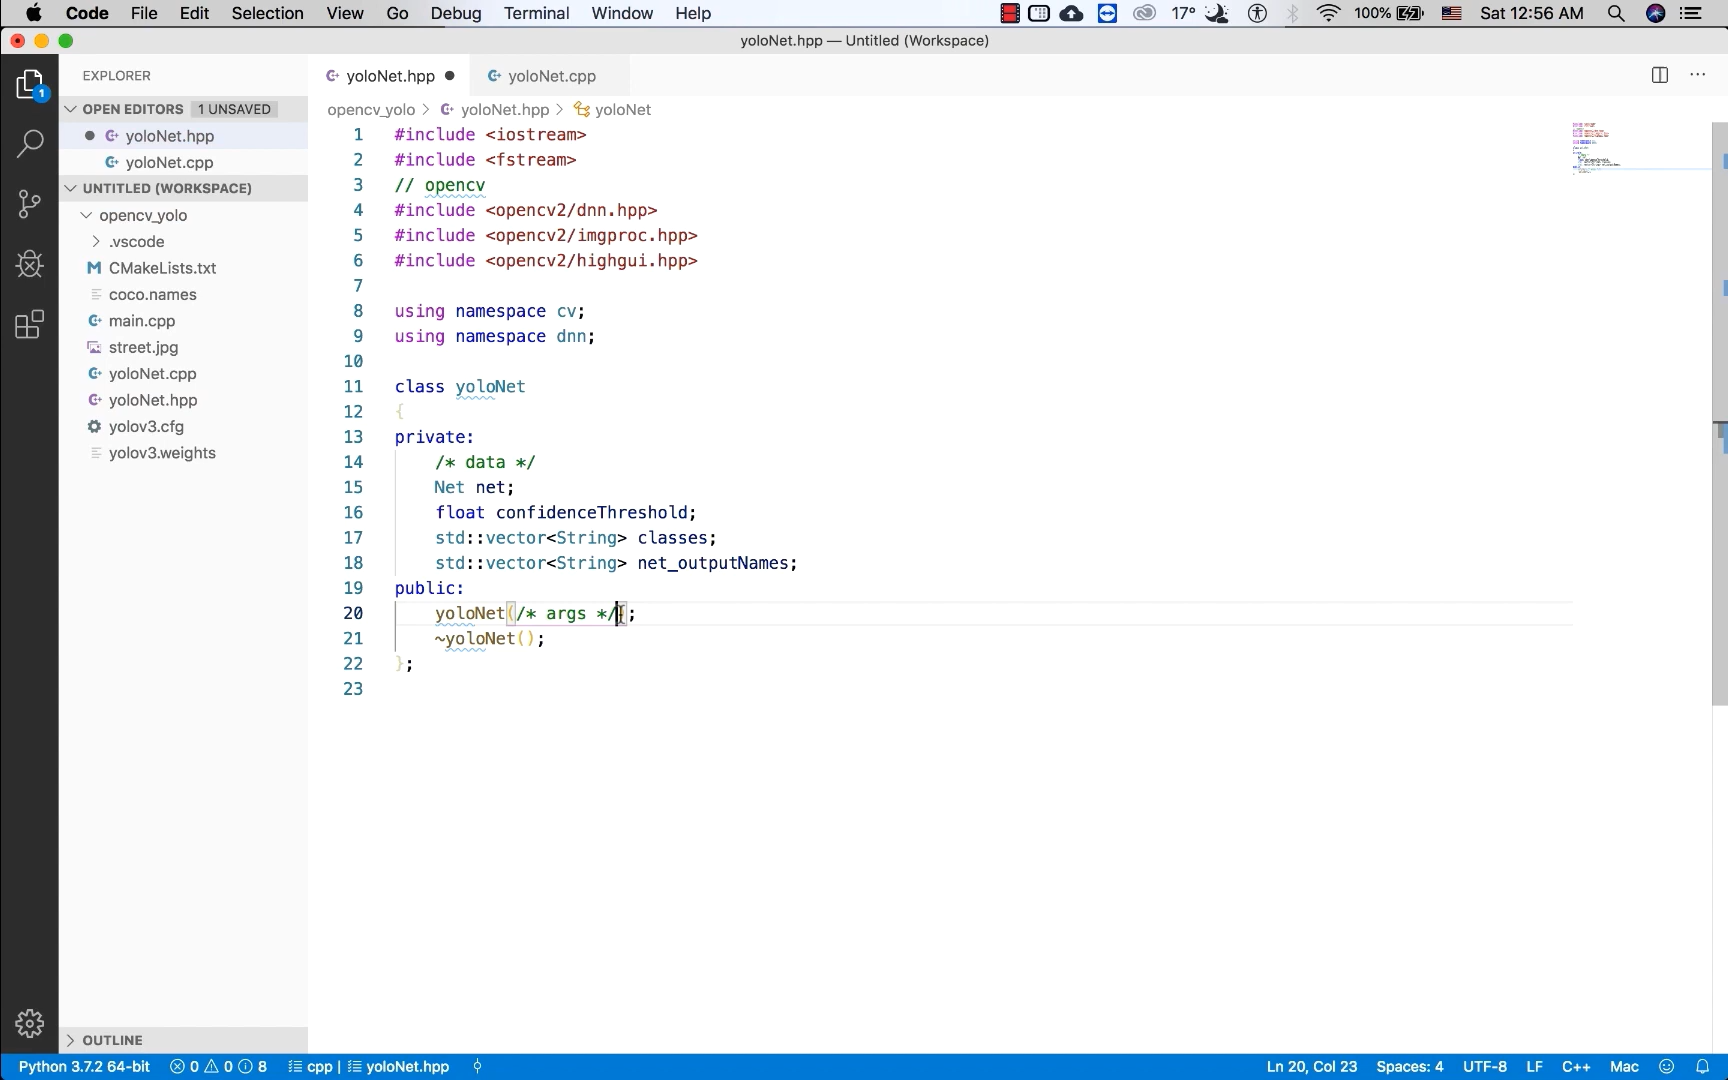 Code File Edit Selection View Go Debug Terminal Window Help 17° 100% Sat 12:56 AM
yoloNet.hpp — Untitled (Workspace)
EXPLORER
OPEN EDITORS 1 UNSAVED
yoloNet.hpp
yoloNet.cpp
UNTITLED (WORKSPACE)
opencv_yolo
.vscode
CMakeLists.txt
coco.names
main.cpp
street.jpg
yoloNet.cpp
yoloNet.hpp
yolov3.cfg
yolov3.weights
OUTLINE
1
yoloNet.hpp yoloNet.cpp
opencv_yolo > yoloNet.hpp > yoloNet
1 #include <iostream>
2 #include <fstream>
3 // opencv
4 #include <opencv2/dnn.hpp>
5 #include <opencv2/imgproc.hpp>
6 #include <opencv2/highgui.hpp>
7
8 using namespace cv;
9 using namespace dnn;
10
11 class yoloNet
12 {
13 private:
14 /* data */
15 Net net;
16 float confidenceThreshold;
17 std::vector<String> classes;
18 std::vector<String> net_outputNames;
19 public:
20 yoloNet(/* args */);
21 ~yoloNet();
22 };
23
Python 3.7.2 64-bit 0 0 8 cpp | yoloNet.hpp Ln 20, Col 23 Spaces: 4 UTF-8 LF C++ Mac